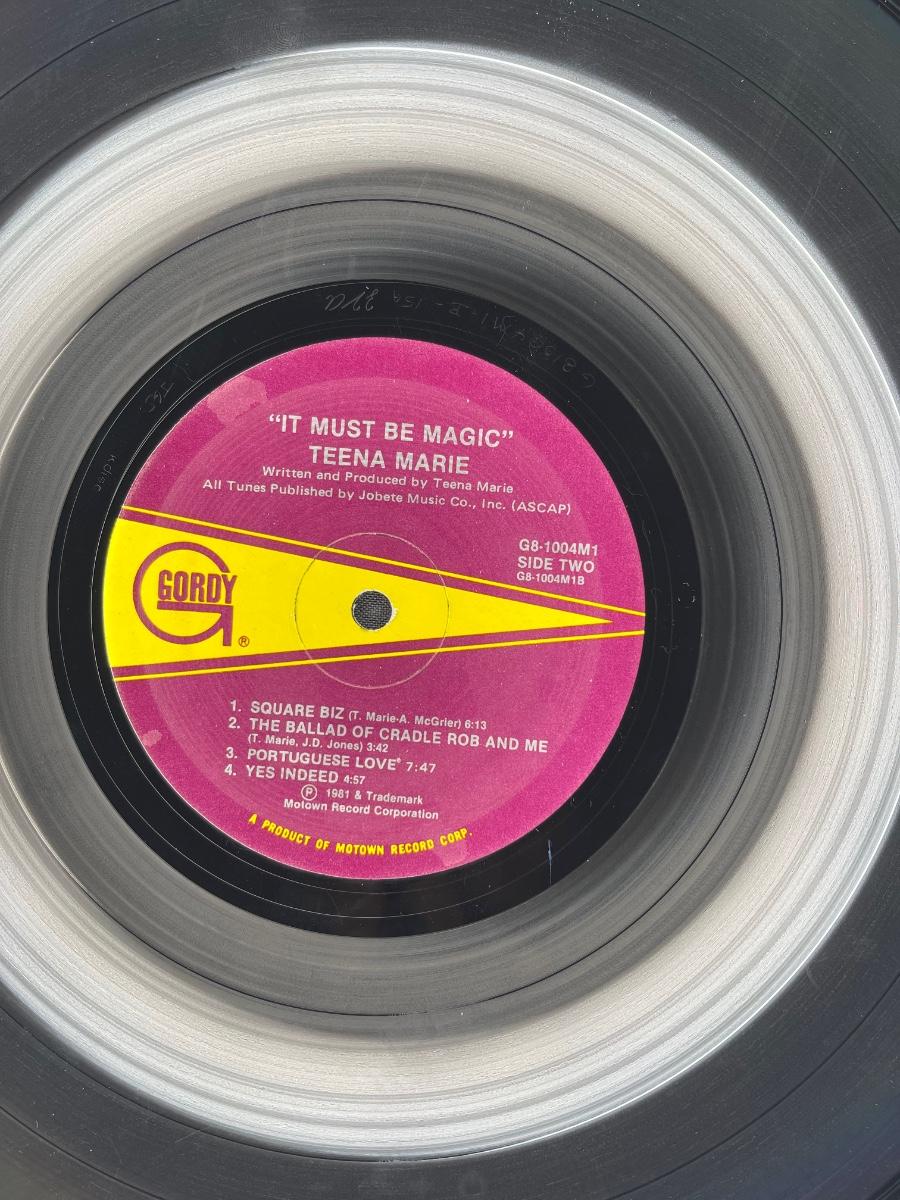 "IT MUST BE MAGIC"
TEENA MARIE
Written and Produced by Teena Marie
All Tunes Published by Jobete Music Co., Inc. (ASCAP)
G8-1004M1
SIDE TWO
G8-1004M1B
GORDY
®
1. SQUARE BIZ (T. Marie-A. McGrier) 6:13
2. THE BALLAD OF CRADLE ROB AND ME
(T. Marie, J.D. Jones) 3:42
3. PORTUGUESE LOVE* 7:47
4. YES INDEED 4:57
Ⓟ 1981 & Trademark
Motown Record Corporation
A PRODUCT OF MOTOWN RECORD CORP.
kdisc